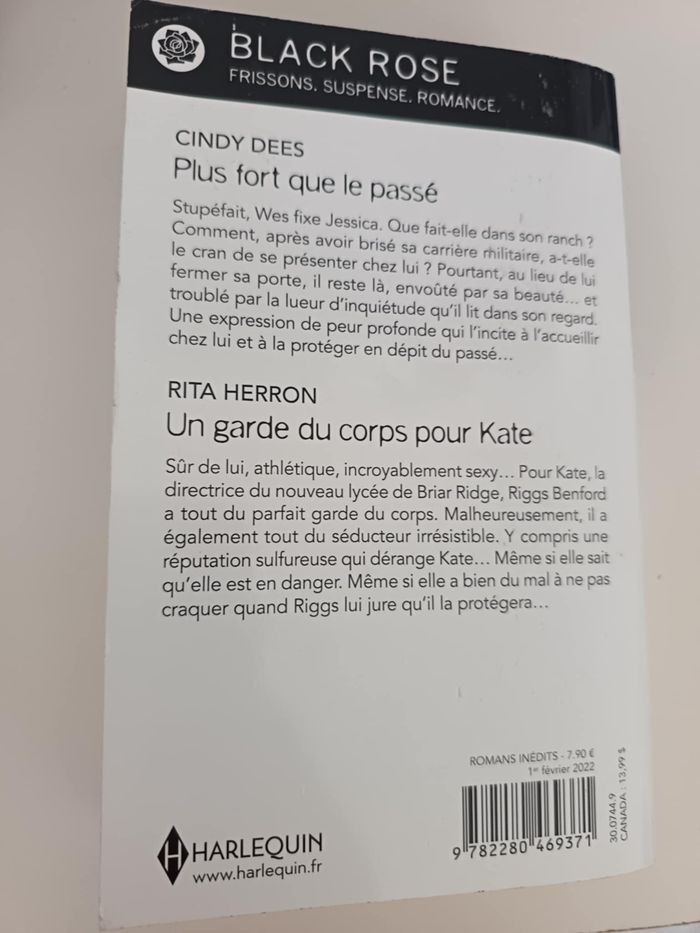 BLACK ROSE
FRISSONS. SUSPENSE. ROMANCE.
CINDY DEES
Plus fort que le passé
Stupéfait, Wes fixe Jessica. Que fait-elle dans son ranch ?
Comment, après avoir brisé sa carrière militaire, a-t-elle
le cran de se présenter chez lui ? Pourtant, au lieu de lui
fermer sa porte, il reste là, envoûté par sa beauté... et
troublé par la lueur d'inquiétude qu'il lit dans son regard.
Une expression de peur profonde qui l'incite à l'accueillir
chez lui et à la protéger en dépit du passé...
RITA HERRON
Un garde du corps pour Kate
Sûr de lui, athlétique, incroyablement sexy... Pour Kate, la
directrice du nouveau lycée de Briar Ridge, Riggs Benford
a tout du parfait garde du corps. Malheureusement, il a
également tout du séducteur irrésistible. Y compris une
réputation sulfureuse qui dérange Kate... Même si elle sait
qu'elle est en danger. Même si elle a bien du mal à ne pas
craquer quand Riggs lui jure qu'il la protégera...
ROMANS INÉDITS - 7,90 €
1er février 2022
9 782280 469371
30.0744.9
CANADA : 13,99 $
H HARLEQUIN
www.harlequin.fr